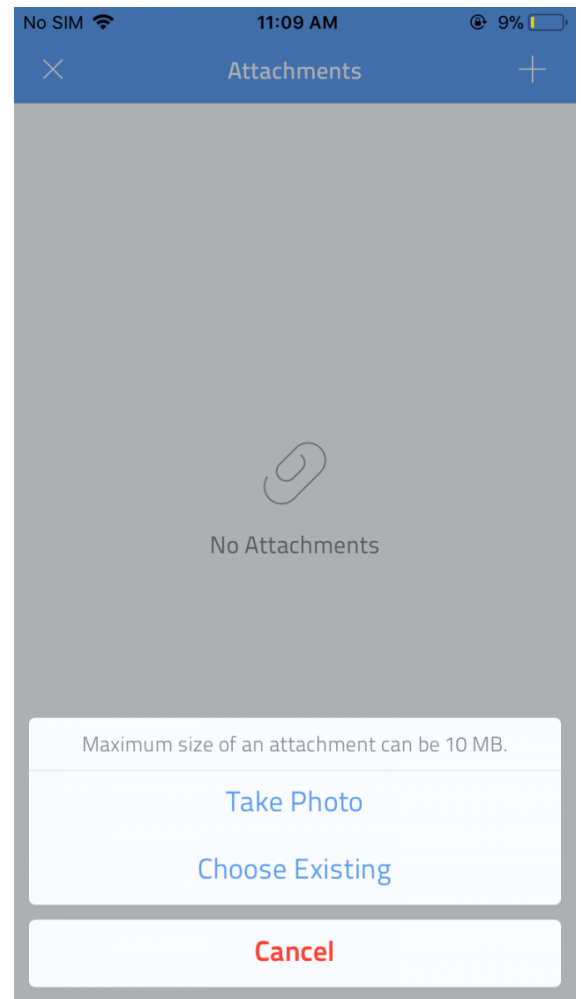 No SIM 11:09 AM 9%
Attachments
No Attachments
Maximum size of an attachment can be 10 MB.
Take Photo
Choose Existing
Cancel